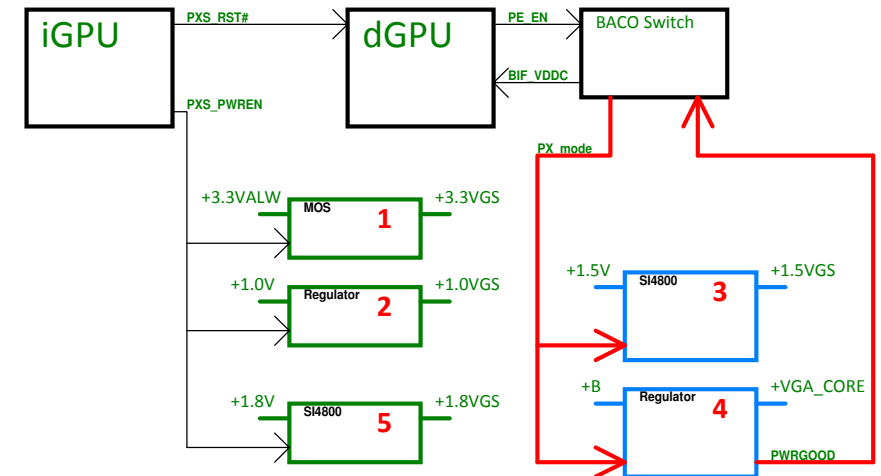 iGPU
PXS_RST#
dGPU
PE_EN
BACO Switch
BIF_VDDC
PXS_PWREN
PX_mode
+3.3VALW
MOS
1
+3.3VGS
+1.0V
Regulator
2
+1.0VGS
+1.5V
SI4800
3
+1.5VGS
+1.8V
SI4800
5
+1.8VGS
+B
Regulator
4
+VGA_CORE
PWRGOOD